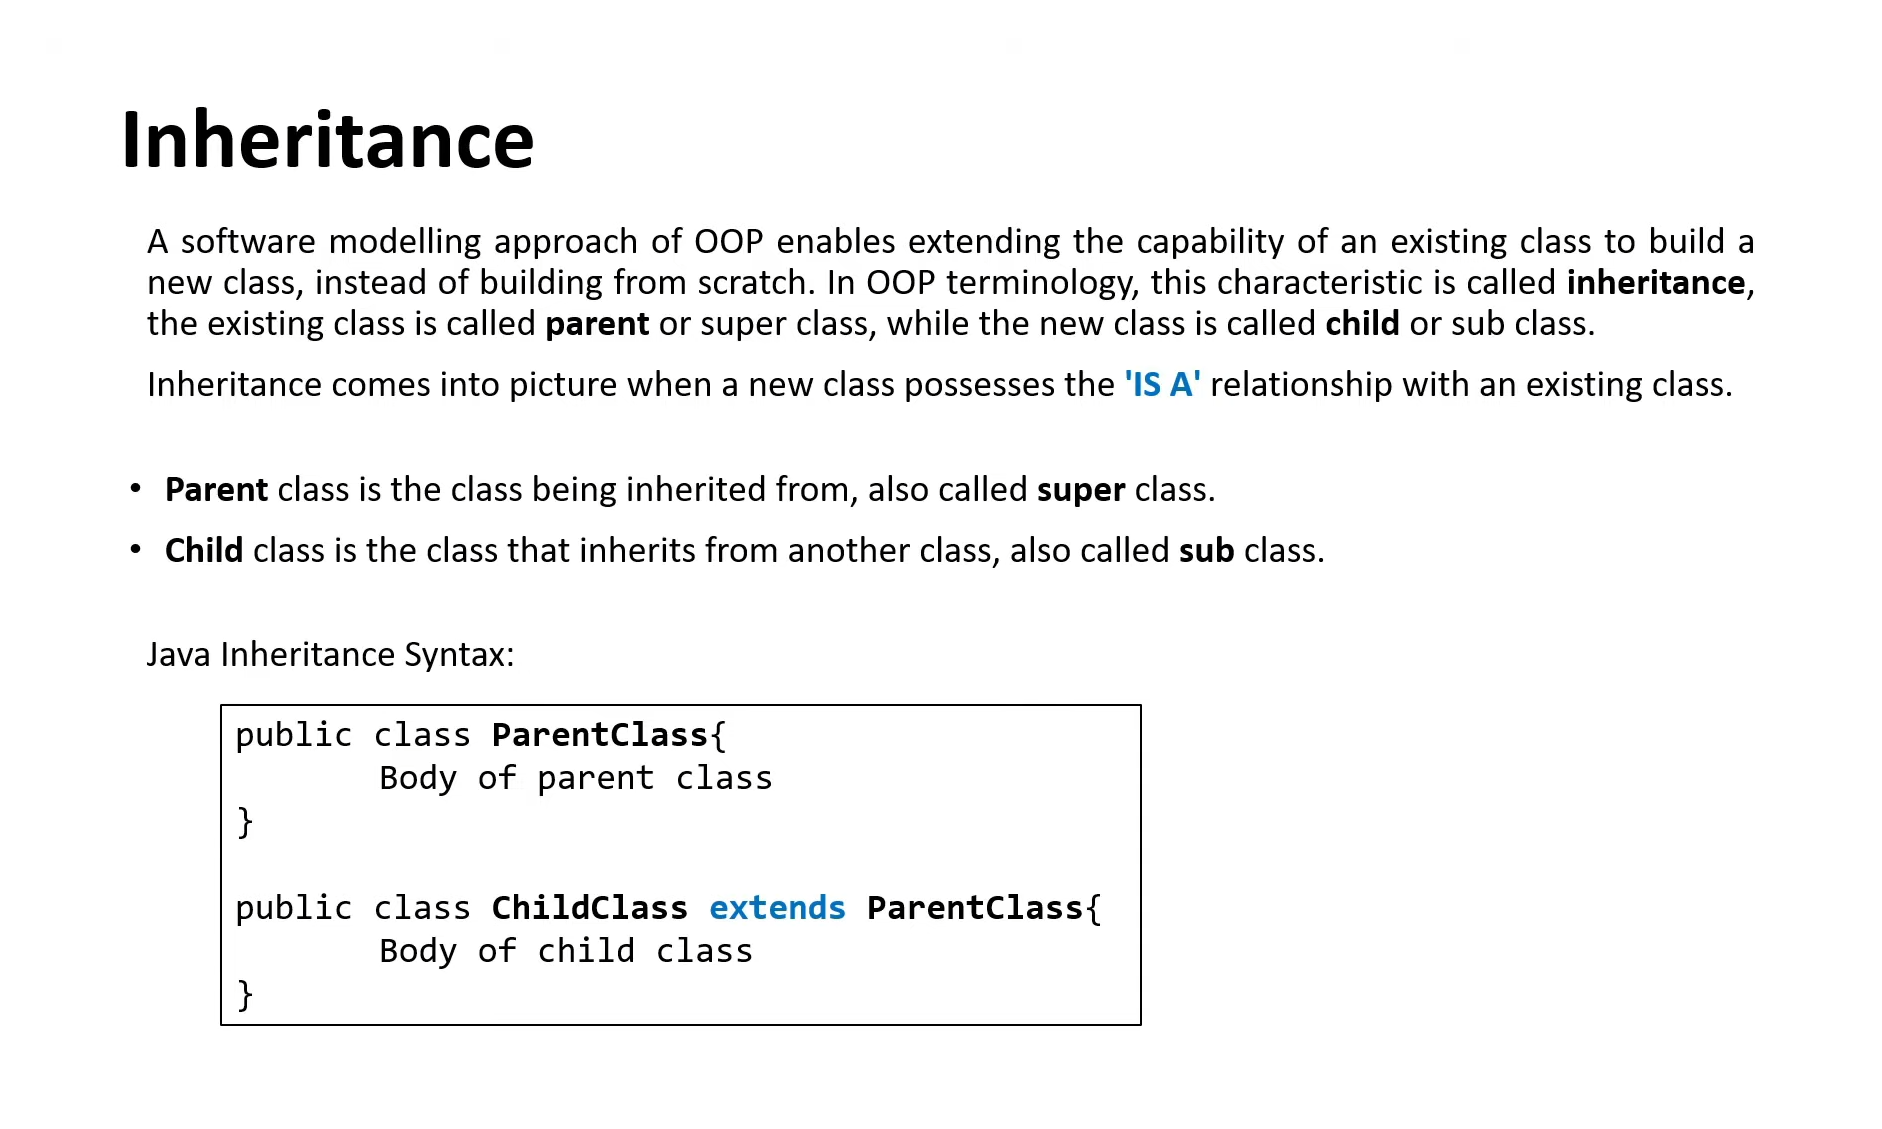 Inheritance
A software modelling approach of OOP enables extending the capability of an existing class to build a
new class, instead of building from scratch. In OOP terminology, this characteristic is called inheritance,
the existing class is called parent or super class, while the new class is called child or sub class.
Inheritance comes into picture when a new class possesses the 'IS A' relationship with an existing class.
• Parent class is the class being inherited from, also called super class.
• Child class is the class that inherits from another class, also called sub class.
Java Inheritance Syntax:
public class ParentClass{
Body of parent class
}
public class ChildClass extends ParentClass{
Body of child class
}